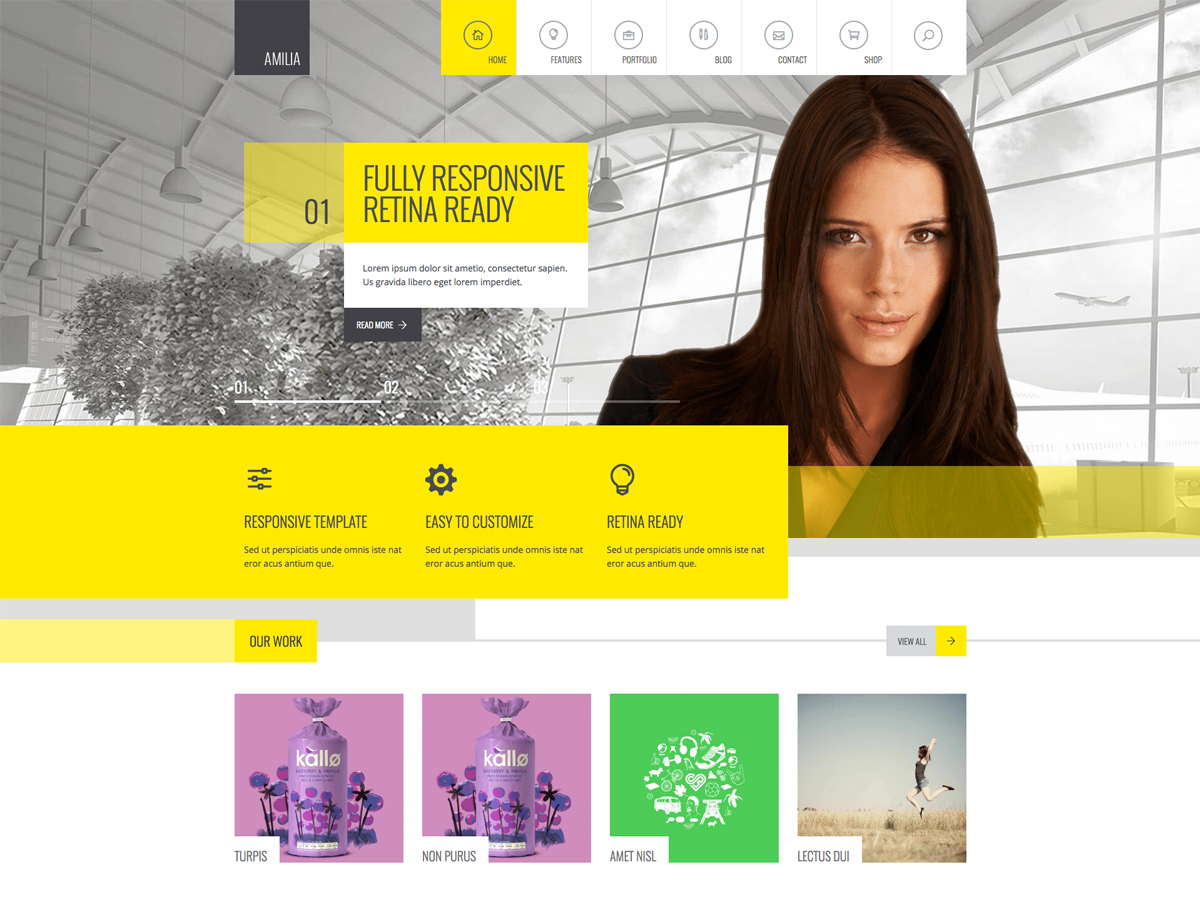 AMILIA
HOME
FEATURES
PORTFOLIO
BLOG
CONTACT
SHOP
01
FULLY RESPONSIVE
RETINA READY
Lorem ipsum dolor sit ametio, consectetur sapien.
Us gravida libero eget lorem imperdiet.
READ MORE
01
02
03
RESPONSIVE TEMPLATE
Sed ut perspiciatis unde omnis iste nat
eror acus antium que.
EASY TO CUSTOMIZE
Sed ut perspiciatis unde omnis iste nat
eror acus antium que.
RETINA READY
Sed ut perspiciatis unde omnis iste nat
eror acus antium que.
OUR WORK
VIEW ALL
kallø
kallø
TURPIS
NON PURUS
AMET NISL
LECTUS DUI